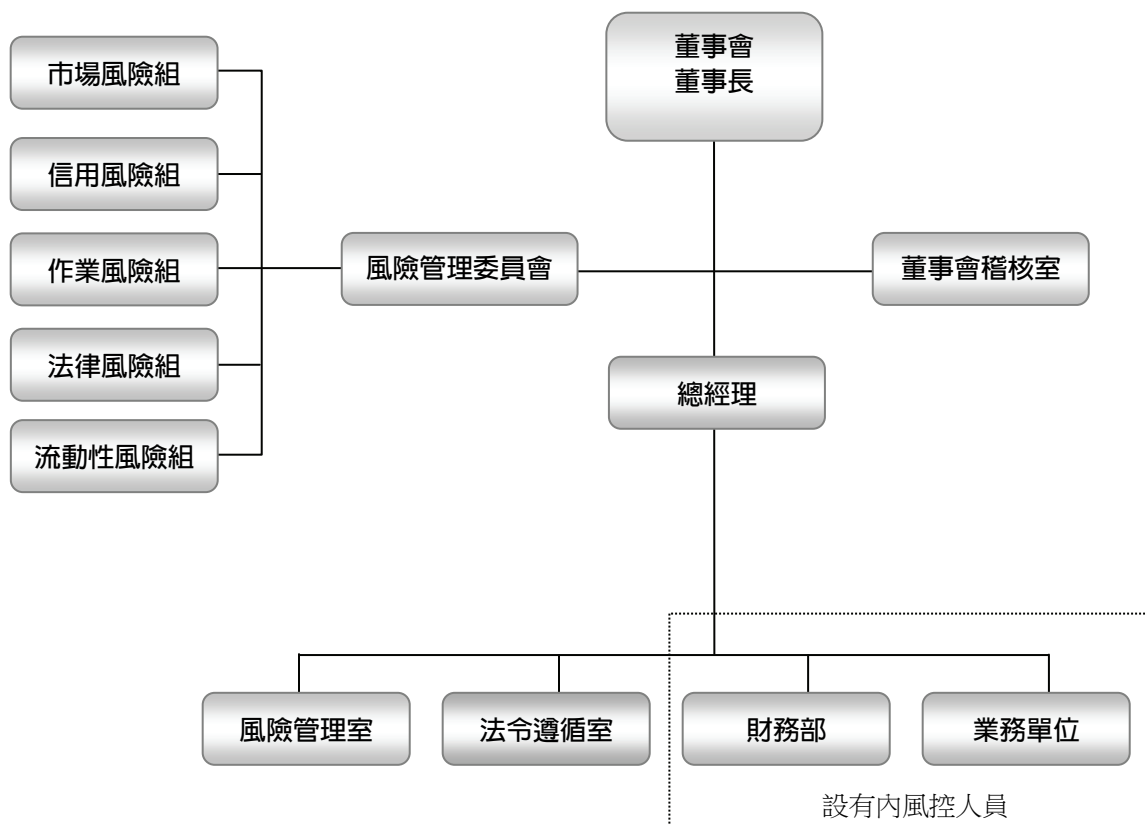 董事會
董事長
市場風險組
信用風險組
作業風險組
法律風險組
流動性風險組
風險管理委員會
董事會稽核室
總經理
風險管理室
法令遵循室
財務部
業務單位
設有內風控人員